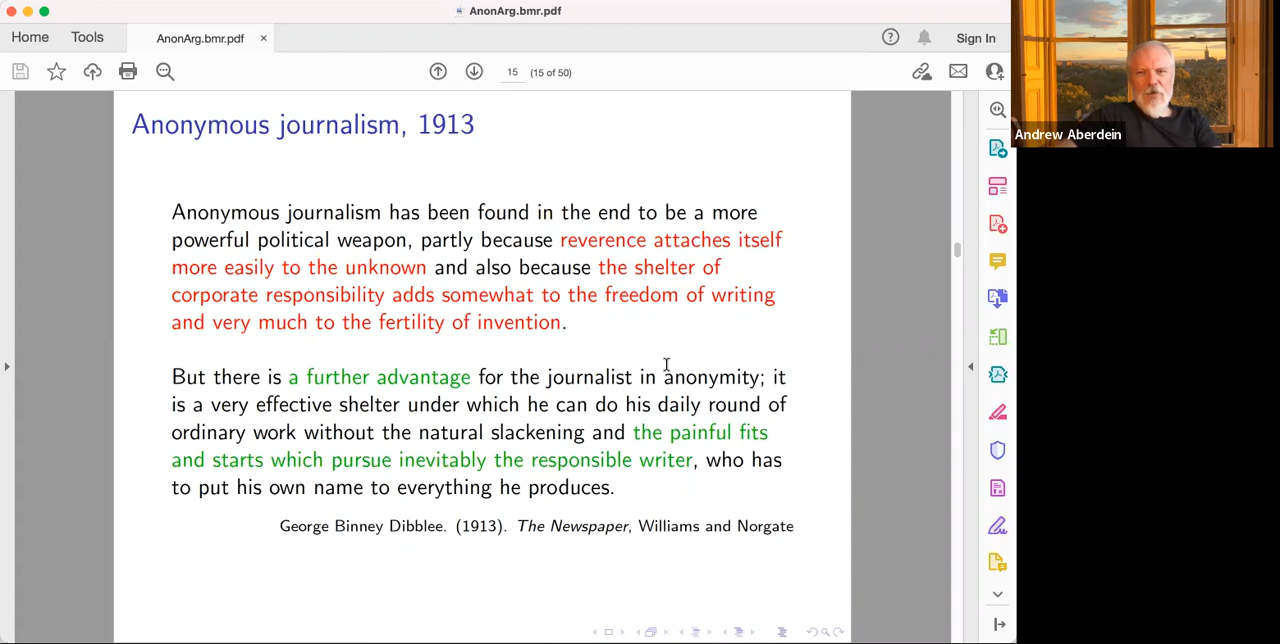 AnonArg.bmr.pdf
Home Tools AnonArg.bmr.pdf × Sign In
15 (15 of 50)
Andrew Aberdein
Anonymous journalism, 1913
Anonymous journalism has been found in the end to be a more
powerful political weapon, partly because reverence attaches itself
more easily to the unknown and also because the shelter of
corporate responsibility adds somewhat to the freedom of writing
and very much to the fertility of invention.
But there is a further advantage for the journalist in anonymity; it
is a very effective shelter under which he can do his daily round of
ordinary work without the natural slackening and the painful fits
and starts which pursue inevitably the responsible writer, who has
to put his own name to everything he produces.
George Binney Dibblee. (1913). The Newspaper, Williams and Norgate